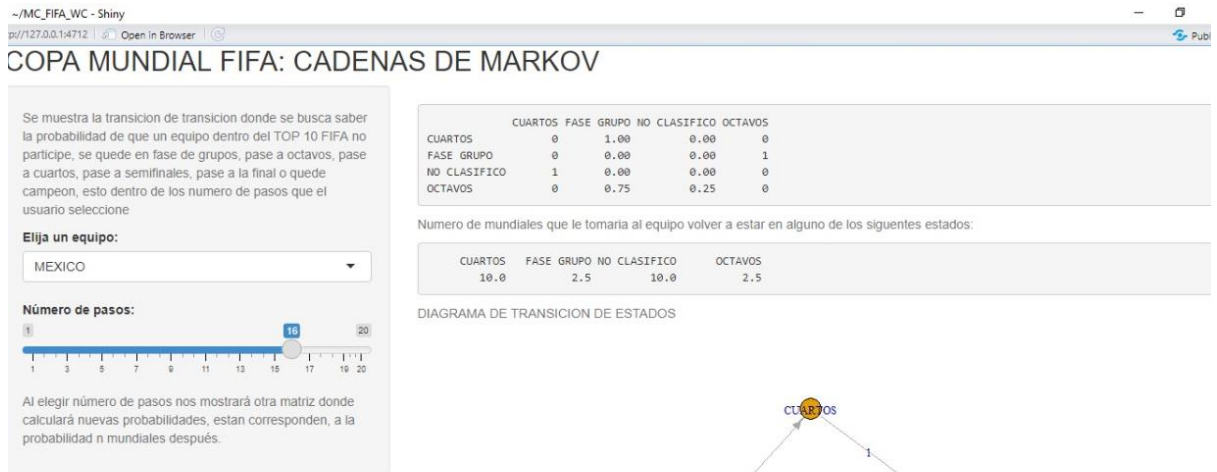 ~/MC_FIFA_WC - Shiny
p://127.0.0.1:4712 Open in Browser
Publ
COPA MUNDIAL FIFA: CADENAS DE MARKOV
Se muestra la transicion de transicion donde se busca saber
la probabilidad de que un equipo dentro del TOP 10 FIFA no
participe, se quede en fase de grupos, pase a octavos, pase
a cuartos, pase a semifinales, pase a la final o quede
campeon, esto dentro de los numero de pasos que el
usuario seleccione
Elija un equipo:
MEXICO
Número de pasos:
1 16 20
1 3 5 7 9 11 13 15 17 19 20
Al elegir número de pasos nos mostrará otra matriz donde
calculará nuevas probabilidades, estan corresponden, a la
probabilidad n mundiales después.
CUARTOS FASE GRUPO NO CLASIFICO OCTAVOS
CUARTOS 0 1.00 0.00 0
FASE GRUPO 0 0.00 0.00 1
NO CLASIFICO 1 0.00 0.00 0
OCTAVOS 0 0.75 0.25 0
Numero de mundiales que le tomaria al equipo volver a estar en alguno de los siguentes estados:
CUARTOS FASE GRUPO NO CLASIFICO OCTAVOS
10.0 2.5 10.0 2.5
DIAGRAMA DE TRANSICION DE ESTADOS
CUARTOS
1